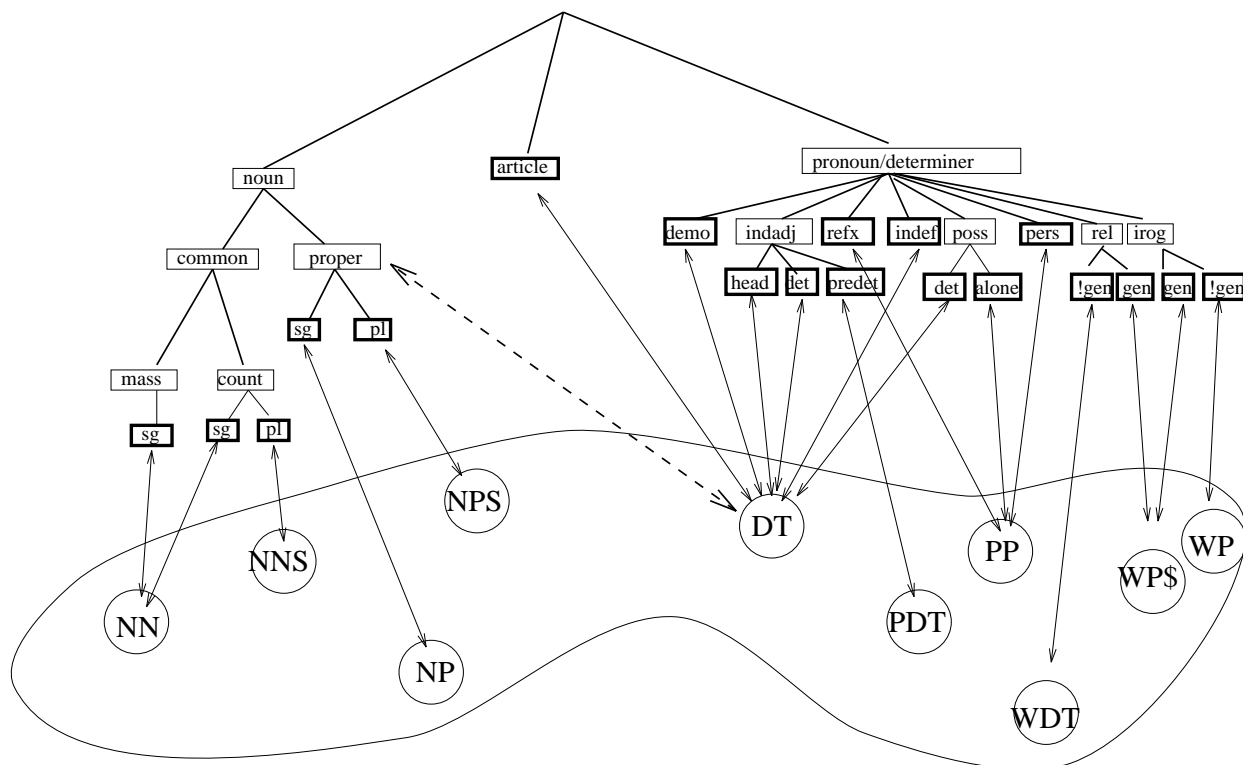 pronoun/determiner
article
noun
demo indadj refx indef poss pers rel irog
common proper
head det predet det alone !gen gen gen !gen
sg pl
mass count
sg sg pl
NPS DT WP
NNS PP
WP$
NN PDT
NP
WDT